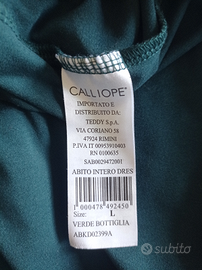 CALLIOPE
IMPORTATO E
DISTRIBUITO DA:
TEDDY S.p.A.
VIA CORIANO 58
47924 RIMINI
P.IVA IT 00953910403
RN 0100635
SAB0029472001
ABITO INTERO DRES
1 000478 492450
Size: L
VERDE BOTTIGLIA
ABKD02399A
subito